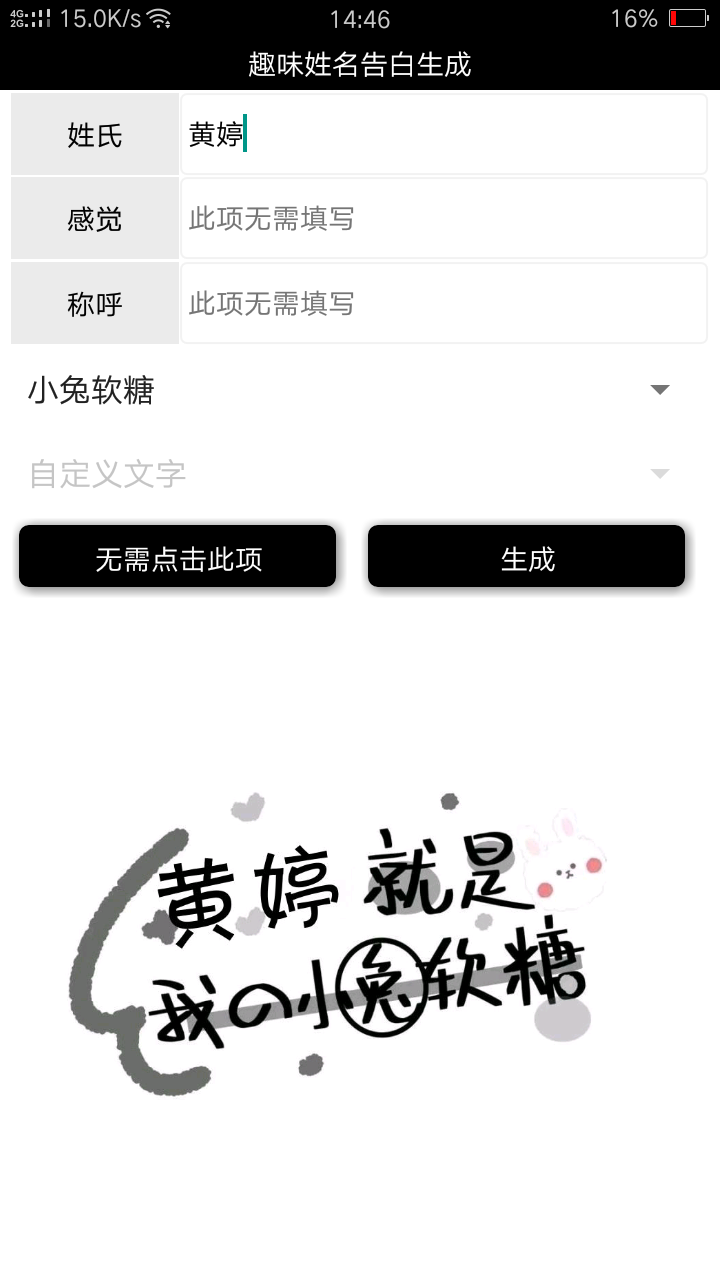 4G 2G 15.0K/s 14:46 16%
趣味姓名告白生成
姓氏 黄婷
感觉 此项无需填写
称呼 此项无需填写
小兔软糖
自定义文字
无需点击此项 生成
黄婷就是
我の小兔软糖